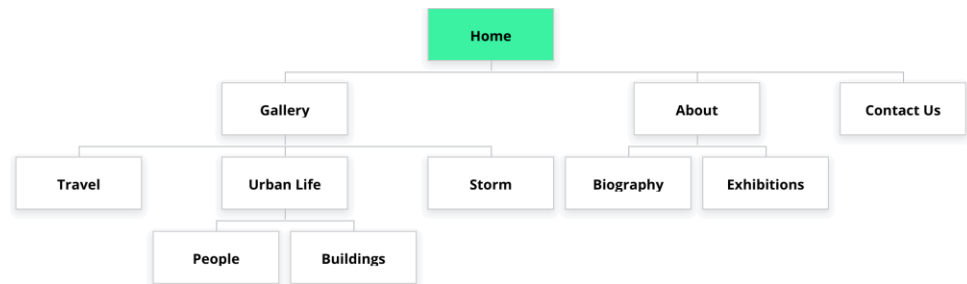 Home
Gallery
About
Contact Us
Travel
Urban Life
Storm
Biography
Exhibitions
People
Buildings